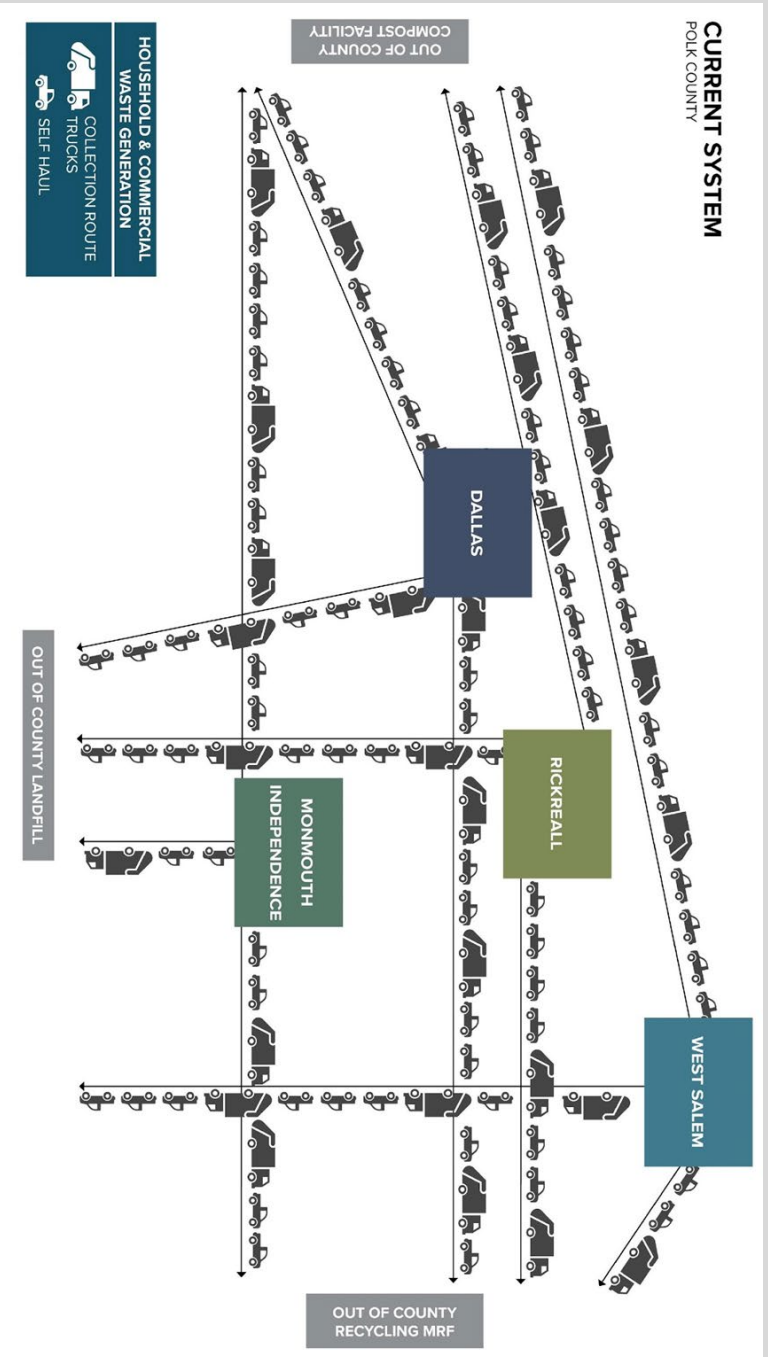 CURRENT SYSTEM
POLK COUNTY
OUT OF COUNTY
COMPOST FACILITY
HOUSEHOLD & COMMERCIAL
WASTE GENERATION
COLLECTION ROUTE
TRUCKS
SELF HAUL
DALLAS
RICKREALL
MONMOUTH
INDEPENDENCE
WEST SALEM
OUT OF COUNTY LANDFILL
OUT OF COUNTY
RECYCLING MRF